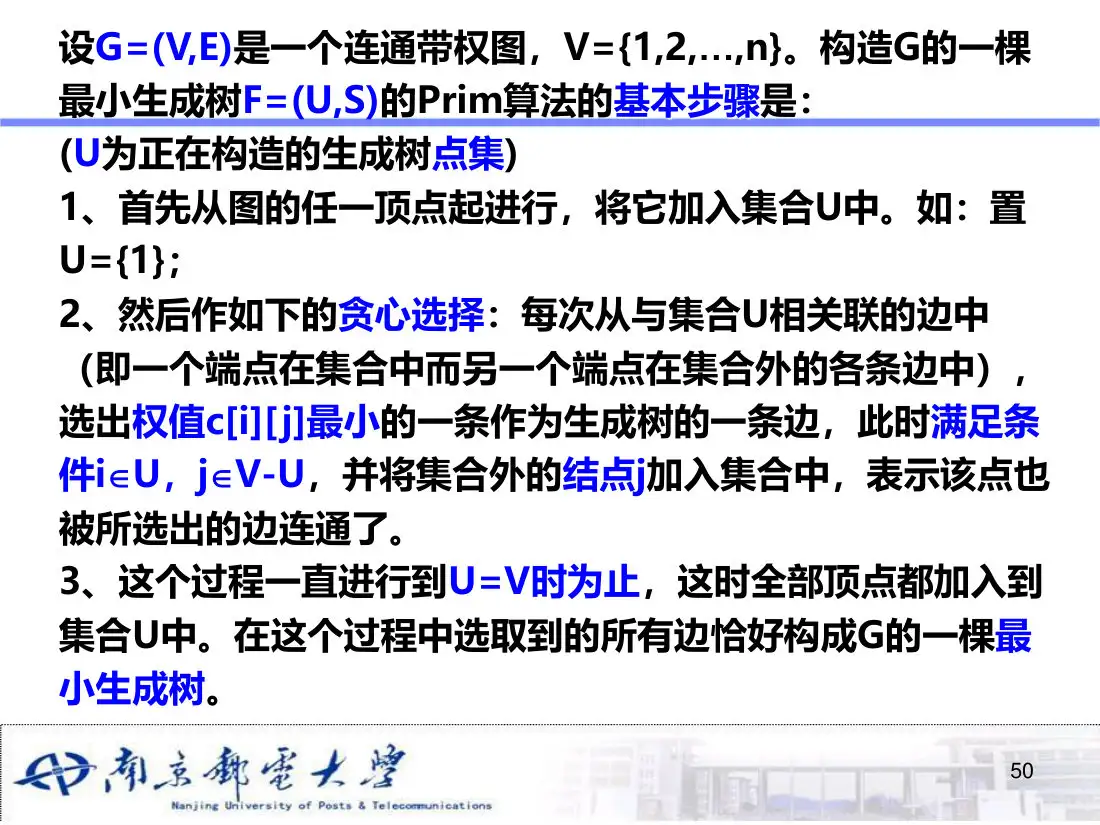 设G=(V,E)是一个连通带权图，V={1,2,…,n}。构造G的一棵
最小生成树F=(U,S)的Prim算法的基本步骤是：
(U为正在构造的生成树点集)
1、首先从图的任一顶点起进行，将它加入集合U中。如：置
U={1}；
2、然后作如下的贪心选择：每次从与集合U相关联的边中
（即一个端点在集合中而另一个端点在集合外的各条边中），
选出权值c[i][j]最小的一条作为生成树的一条边，此时满足条
件i∈U，j∈V-U，并将集合外的结点j加入集合中，表示该点也
被所选出的边连通了。
3、这个过程一直进行到U=V时为止，这时全部顶点都加入到
集合U中。在这个过程中选取到的所有边恰好构成G的一棵最
小生成树。
南京郵電大學
Nanjing University of Posts & Telecommunications
50